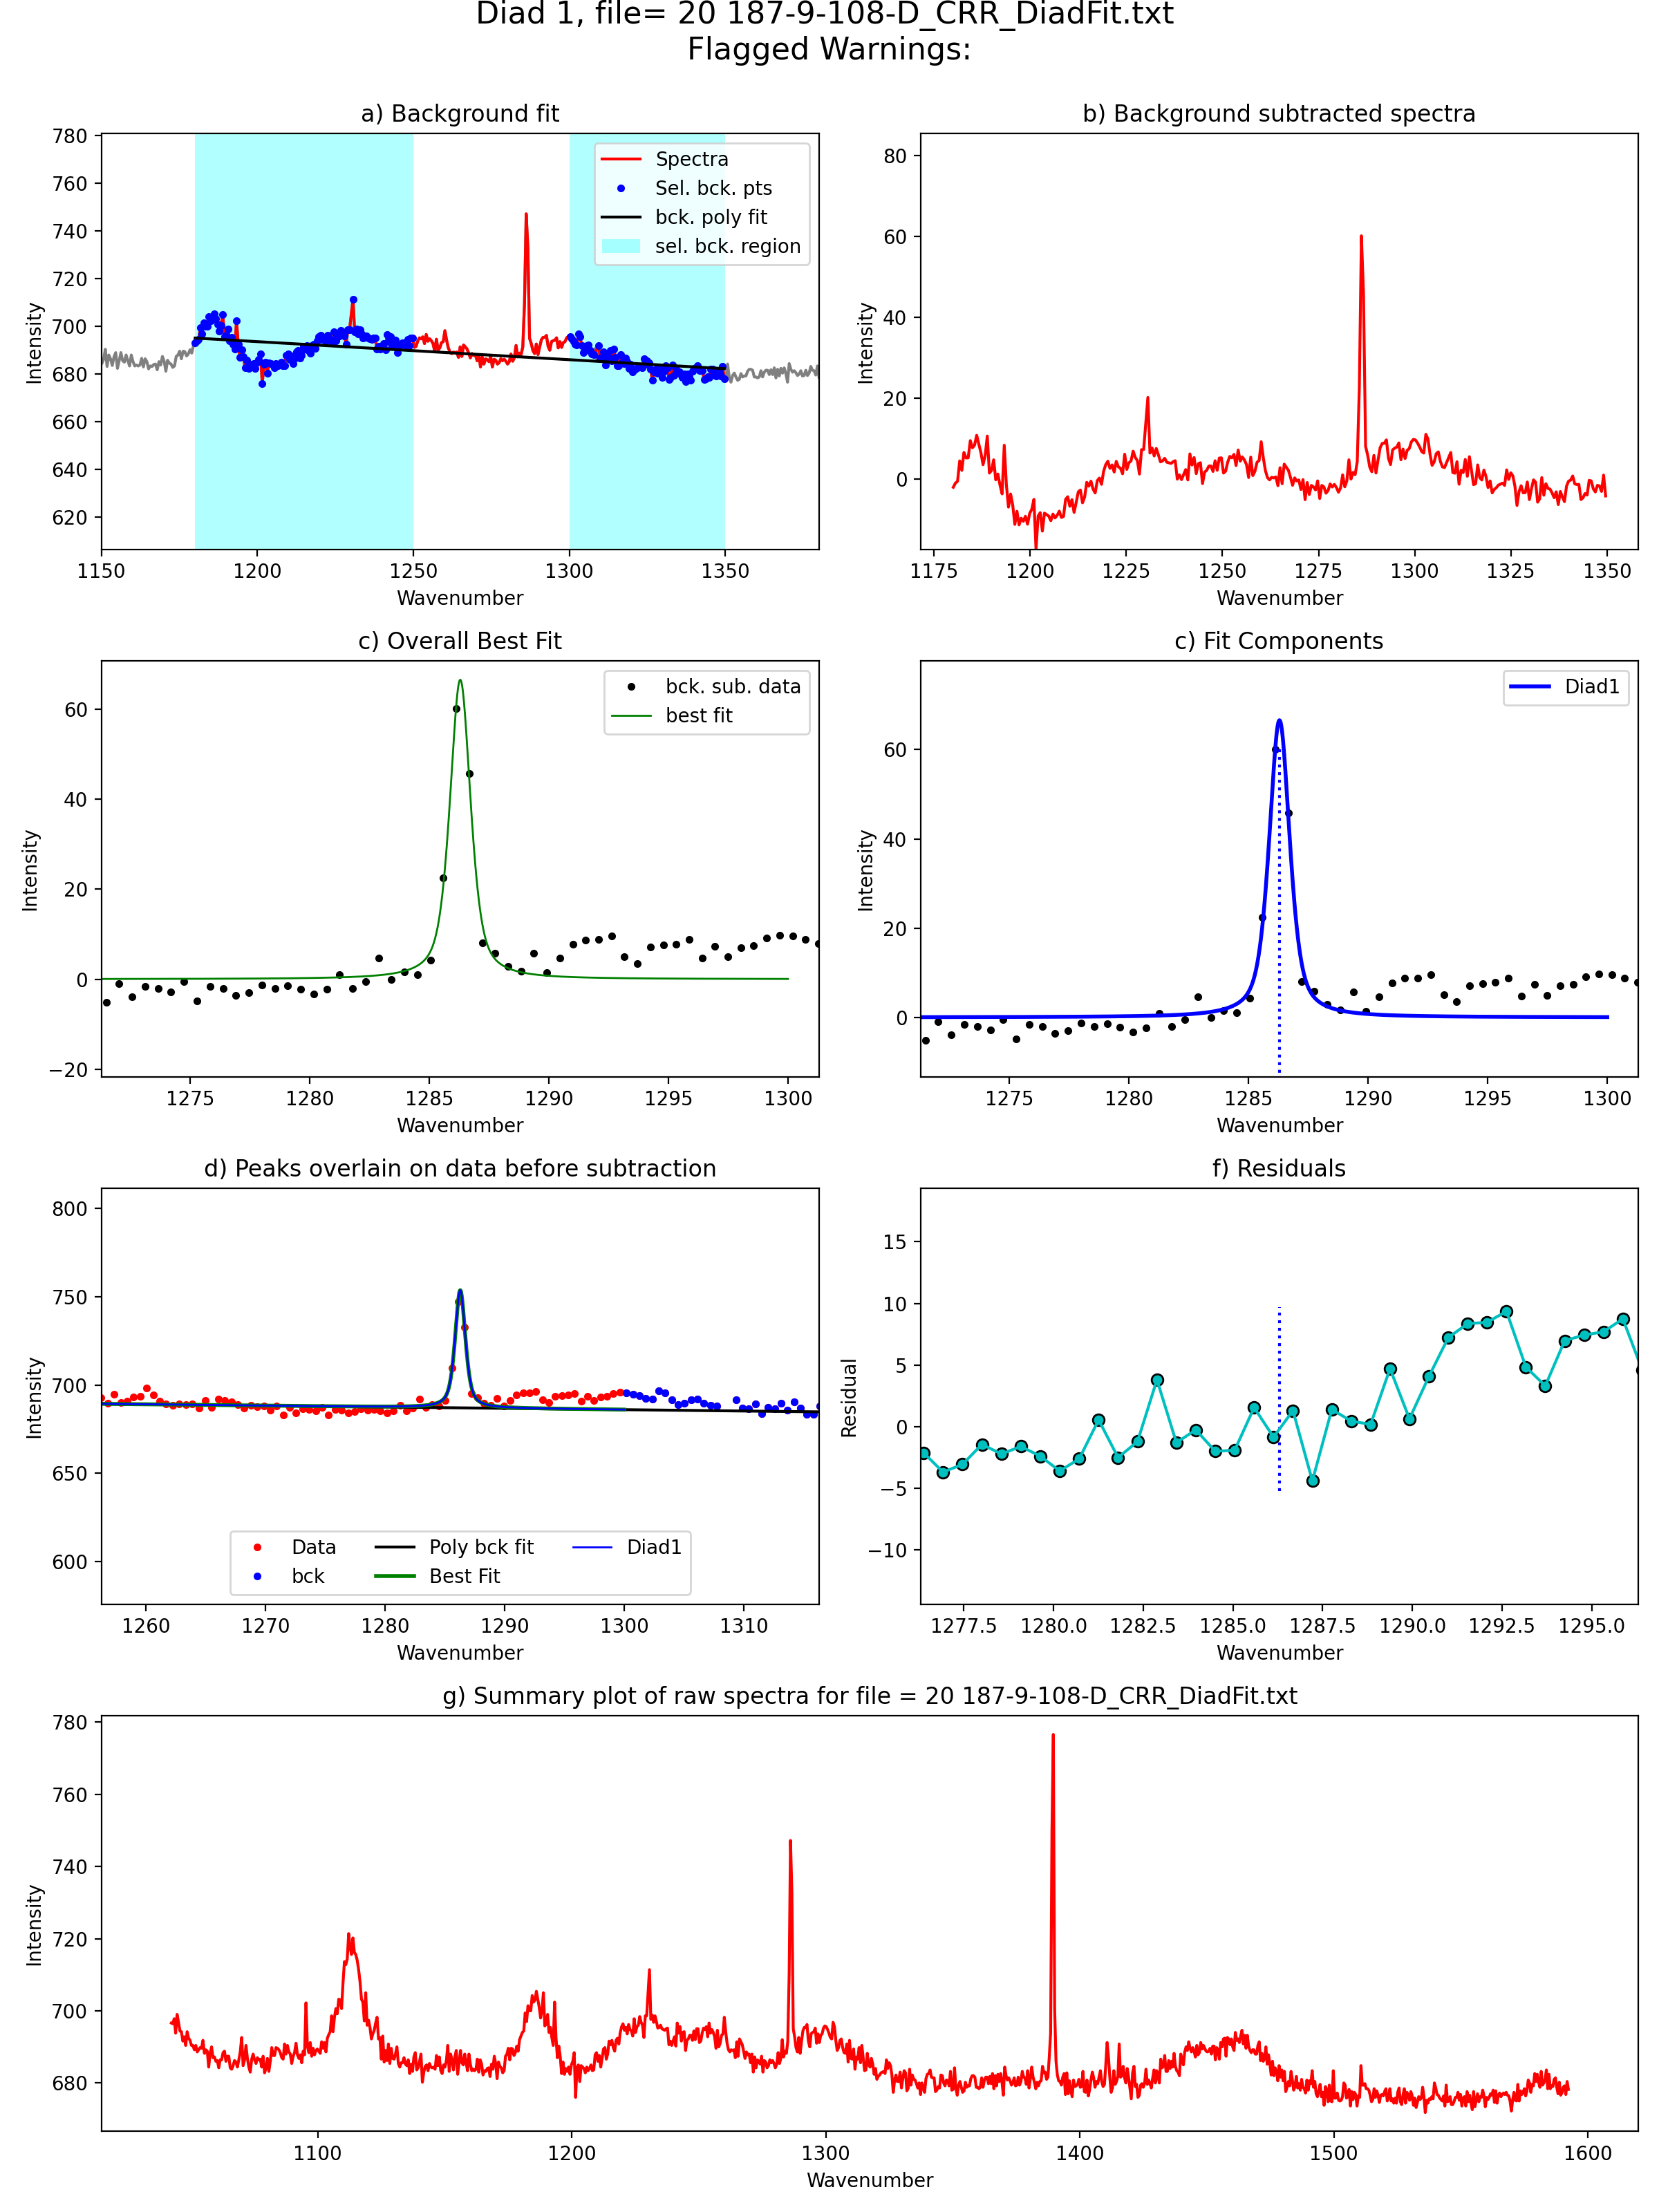 Diad 1, file= 20 187-9-108-D_CRR_DiadFit.txt
Flagged Warnings:
a) Background fit
780
760
740
720
700
680
660
640
620
Intensity
Spectra
Sel. bck. pts
bck. poly fit
sel. bck. region
1150 1200 1250 1300 1350
Wavenumber
b) Background subtracted spectra
80
60
40
20
0
Intensity
1175 1200 1225 1250 1275 1300 1325 1350
Wavenumber
c) Overall Best Fit
60
40
20
0
−20
Intensity
bck. sub. data
best fit
1275 1280 1285 1290 1295 1300
Wavenumber
c) Fit Components
60
40
20
0
Intensity
Diad1
1275 1280 1285 1290 1295 1300
Wavenumber
d) Peaks overlain on data before subtraction
800
750
700
650
600
Intensity
Data Poly bck fit Diad1
bck Best Fit
1260 1270 1280 1290 1300 1310
Wavenumber
f) Residuals
15
10
5
0
−5
−10
Residual
1277.5 1280.0 1282.5 1285.0 1287.5 1290.0 1292.5 1295.0
Wavenumber
g) Summary plot of raw spectra for file = 20 187-9-108-D_CRR_DiadFit.txt
780
760
740
720
700
680
Intensity
1100 1200 1300 1400 1500 1600
Wavenumber